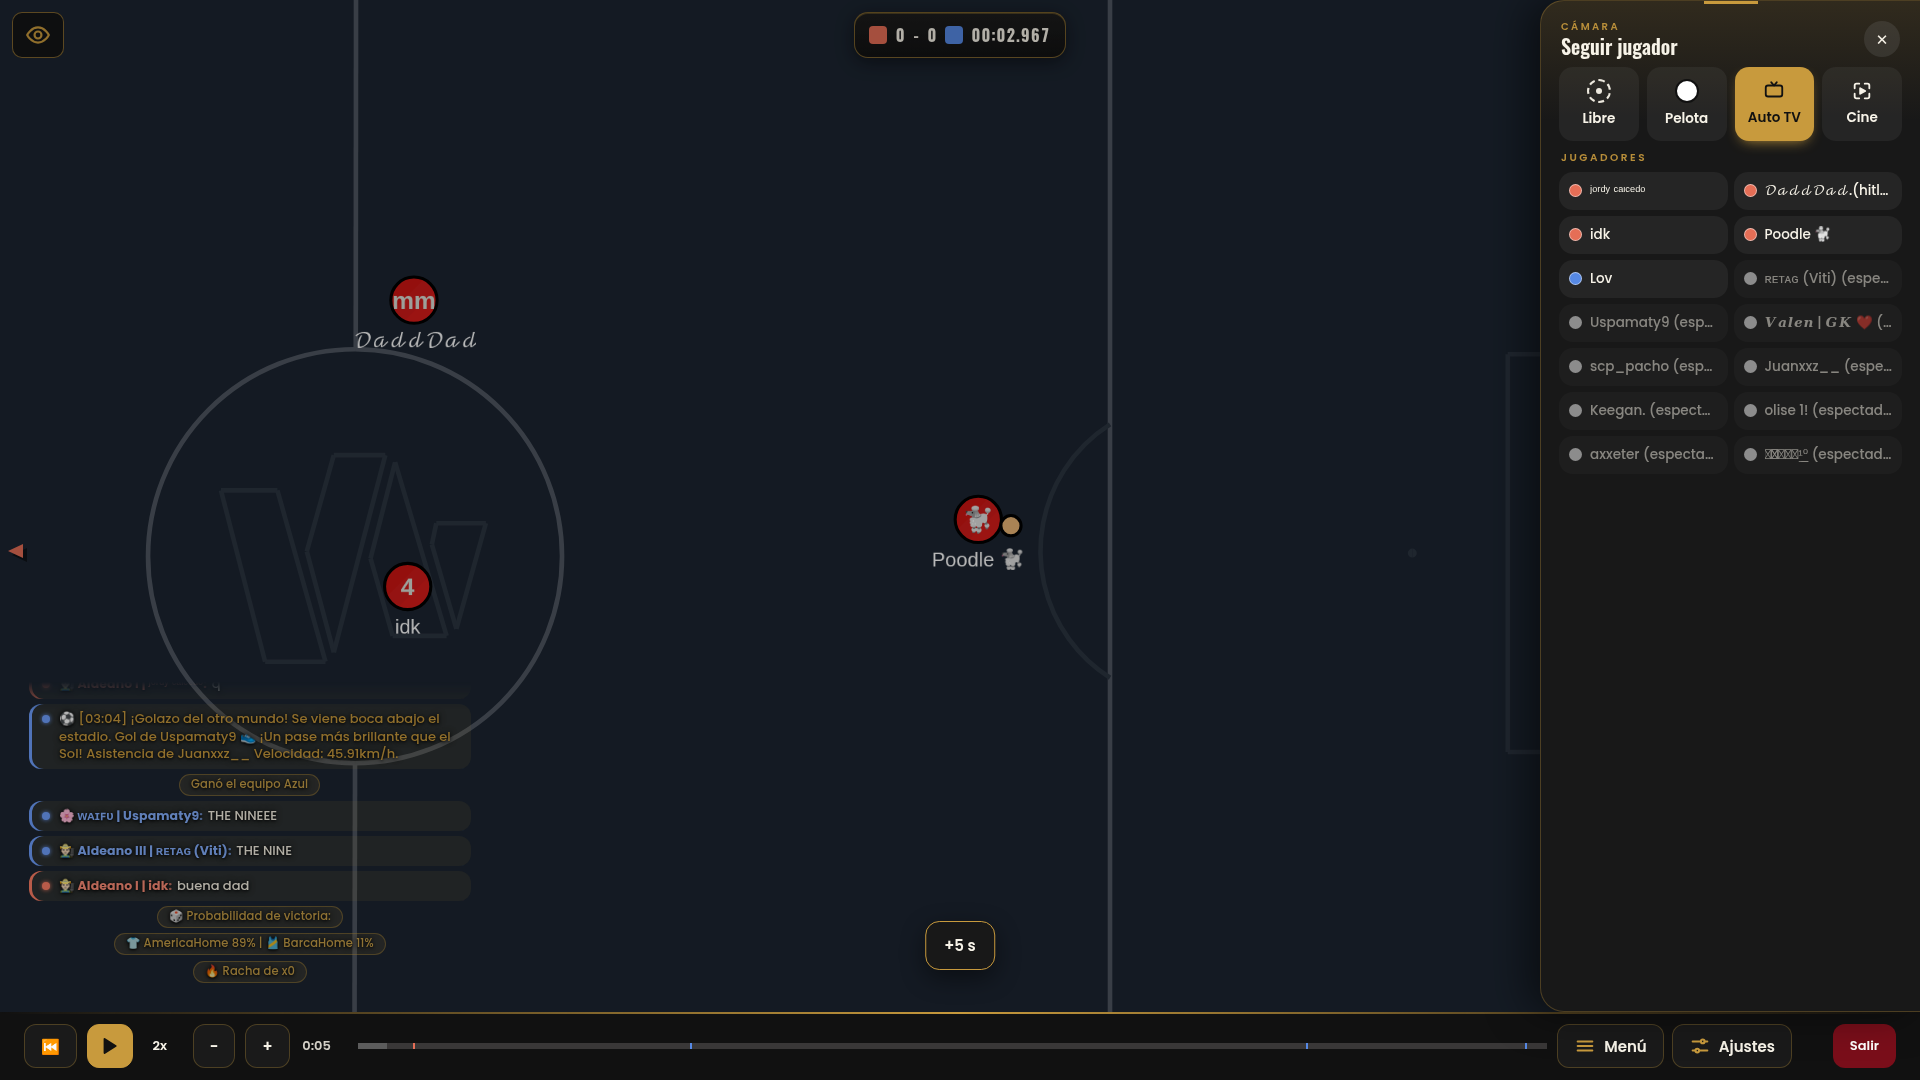 0 - 0 00:02.967
CÁMARA
Seguir jugador
Libre
Pelota
Auto TV
Cine
JUGADORES
jordy caicedo
𝓓𝓪𝓭𝓭𝓓𝓪𝓭.(hitl...
idk
Poodle 🐩
Lov
ʀᴇᴛᴀɢ (Viti) (espe...
Uspamaty9 (esp...
𝑽𝒂𝒍𝒆𝒏 | 𝑮𝑲 ❤️ (...
scp_pacho (esp...
Juanxxz__ (espe...
Keegan. (espect...
olise 1! (espectad...
axxeter (especta...
(espectad...
mm
𝓓𝓪𝓭𝓭𝓓𝓪𝓭
4
idk
Poodle 🐩
⚽ [03:04] ¡Golazo del otro mundo! Se viene boca abajo el
estadio. Gol de Uspamaty9 👟 ¡Un pase más brillante que el
Sol! Asistencia de Juanxxz__ Velocidad: 45.91km/h.
Ganó el equipo Azul
🌸 ᴡᴀɪꜰᴜ | Uspamaty9: THE NINEEE
Aldeano III | ʀᴇᴛᴀɢ (Viti): THE NINE
Aldeano I | idk: buena dad
🎲 Probabilidad de victoria:
👕 AmericaHome 89% | 🎽 BarcaHome 11%
🔥 Racha de x0
+5 s
2x
-
+
0:05
Menú
Ajustes
Salir